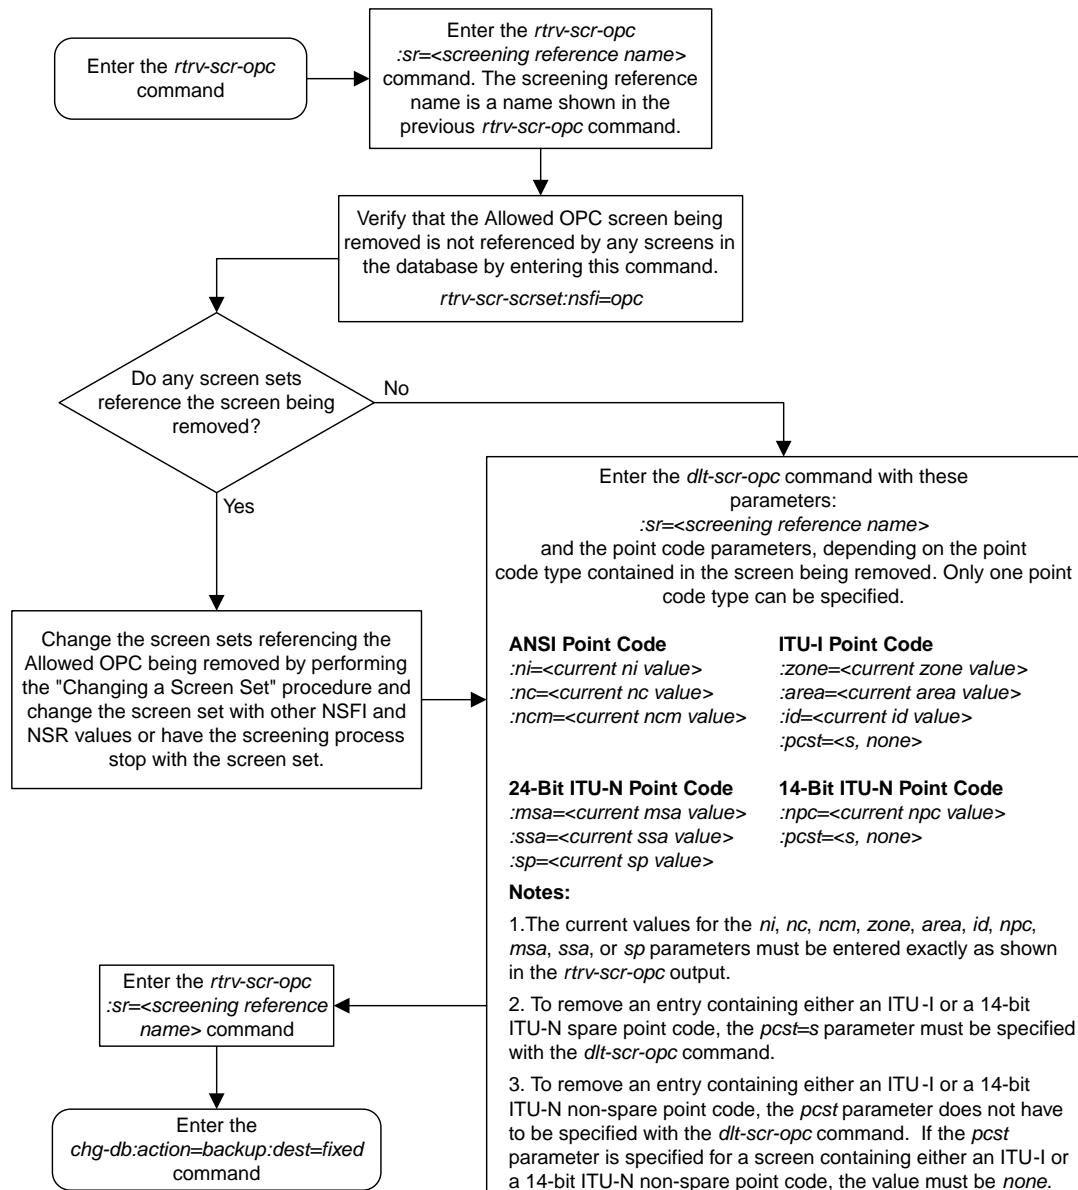 Enter the rtrv-scr-opc
command
Enter the rtrv-scr-opc
:sr=<screening reference name>
command. The screening reference
name is a name shown in the
previous rtrv-scr-opc command.
Verify that the Allowed OPC screen being
removed is not referenced by any screens in
the database by entering this command.
rtrv-scr-scrset:nsfi=opc
Do any screen sets
reference the screen being
removed?
No
Yes
Change the screen sets referencing the
Allowed OPC being removed by performing
the "Changing a Screen Set" procedure and
change the screen set with other NSFI and
NSR values or have the screening process
stop with the screen set.
Enter the dlt-scr-opc command with these
parameters:
:sr=<screening reference name>
and the point code parameters, depending on the point
code type contained in the screen being removed. Only one point
code type can be specified.
ANSI Point Code
:ni=<current ni value>
:nc=<current nc value>
:ncm=<current ncm value>
ITU-I Point Code
:zone=<current zone value>
:area=<current area value>
:id=<current id value>
:pcst=<s, none>
24-Bit ITU-N Point Code
:msa=<current msa value>
:ssa=<current ssa value>
:sp=<current sp value>
14-Bit ITU-N Point Code
:npc=<current npc value>
:pcst=<s, none>
Notes:
1.The current values for the ni, nc, ncm, zone, area, id, npc,
msa, ssa, or sp parameters must be entered exactly as shown
in the rtrv-scr-opc output.
2. To remove an entry containing either an ITU-I or a 14-bit
ITU-N spare point code, the pcst=s parameter must be specified
with the dlt-scr-opc command.
3. To remove an entry containing either an ITU-I or a 14-bit
ITU-N non-spare point code, the pcst parameter does not have
to be specified with the dlt-scr-opc command. If the pcst
parameter is specified for a screen containing either an ITU-I or
a 14-bit ITU-N non-spare point code, the value must be none.
Enter the rtrv-scr-opc
:sr=<screening reference
name> command
Enter the
chg-db:action=backup:dest=fixed
command